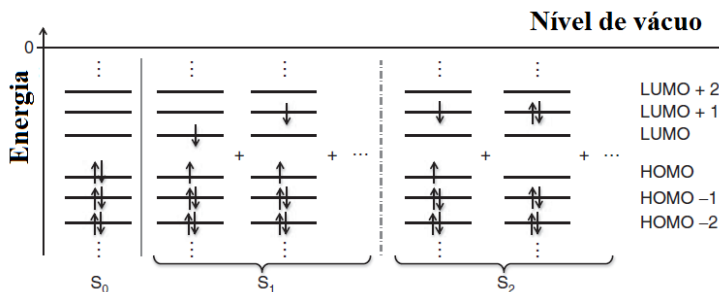 Nível de vácuo
Energia
0
LUMO + 2
LUMO + 1
LUMO
+ + ··· + + ···
HOMO
HOMO −1
HOMO −2
S₀ S₁ S₂